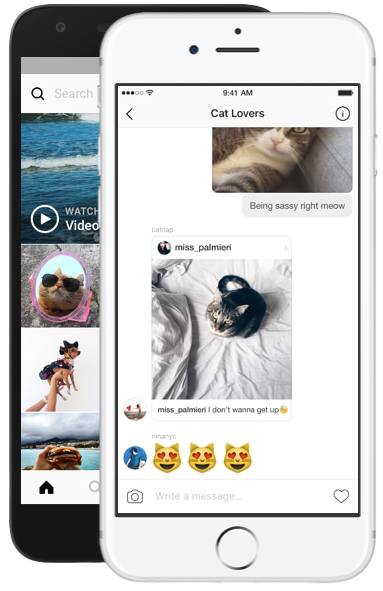 Search
WATCH
Video
9:41 AM
Cat Lovers
Being sassy right meow
catnap
miss_palmieri
miss_palmieri I don't wanna get up😴
ninanyc
😻 😻 😻
Write a message...